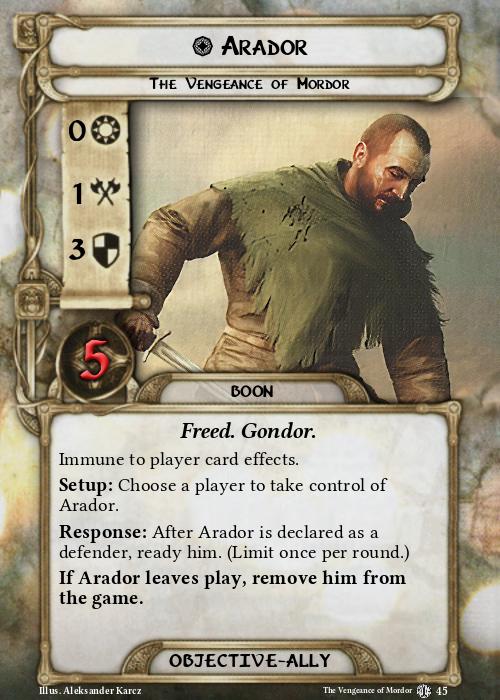 Arador
The Vengeance of Mordor
0
1
3
5
BOON
Freed. Gondor.
Immune to player card effects.
Setup: Choose a player to take control of
Arador.
Response: After Arador is declared as a
defender, ready him. (Limit once per round.)
If Arador leaves play, remove him from
the game.
OBJECTIVE-ALLY
Illus. Aleksander Karcz
The Vengeance of Mordor 45